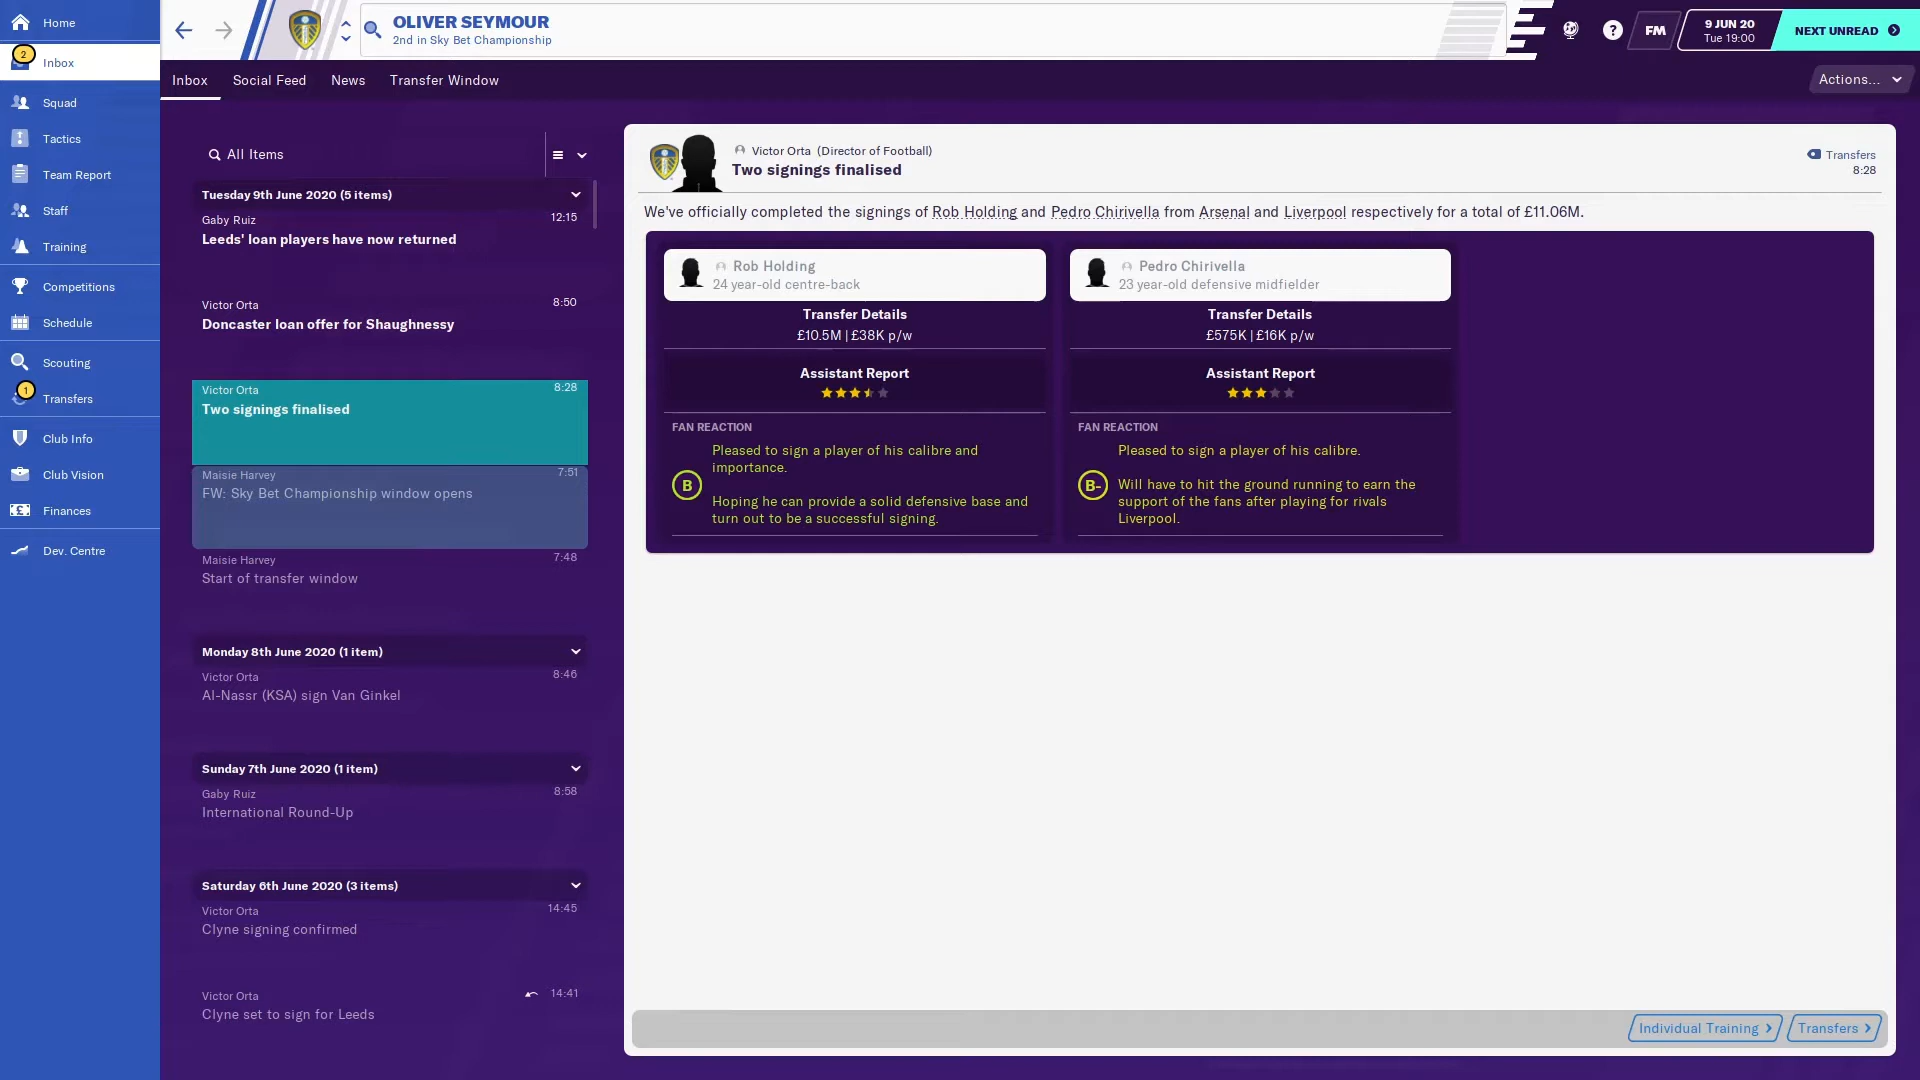 Home
2
Inbox
Squad
Tactics
Team Report
Staff
Training
Competitions
Schedule
Scouting
1
Transfers
Club Info
Club Vision
Finances
Dev. Centre
OLIVER SEYMOUR
2nd in Sky Bet Championship
?
FM
9 JUN 20
Tue 19:00
NEXT UNREAD
Inbox
Social Feed
News
Transfer Window
Actions...
All Items
Tuesday 9th June 2020 (5 items)
Gaby Ruiz 12:15
Leeds' loan players have now returned
Victor Orta 8:50
Doncaster loan offer for Shaughnessy
Victor Orta 8:28
Two signings finalised
Maisie Harvey 7:51
FW: Sky Bet Championship window opens
Maisie Harvey 7:48
Start of transfer window
Monday 8th June 2020 (1 item)
Victor Orta 8:46
Al-Nassr (KSA) sign Van Ginkel
Sunday 7th June 2020 (1 item)
Gaby Ruiz 8:58
International Round-Up
Saturday 6th June 2020 (3 items)
Victor Orta 14:45
Clyne signing confirmed
Victor Orta 14:41
Clyne set to sign for Leeds
Victor Orta (Director of Football)
Two signings finalised
Transfers
8:28
We've officially completed the signings of Rob Holding and Pedro Chirivella from Arsenal and Liverpool respectively for a total of £11.06M.
Rob Holding
24 year-old centre-back
Transfer Details
£10.5M | £38K p/w
Assistant Report
FAN REACTION
B
Pleased to sign a player of his calibre and
importance.
Hoping he can provide a solid defensive base and
turn out to be a successful signing.
Pedro Chirivella
23 year-old defensive midfielder
Transfer Details
£575K | £16K p/w
Assistant Report
FAN REACTION
B-
Pleased to sign a player of his calibre.
Will have to hit the ground running to earn the
support of the fans after playing for rivals
Liverpool.
Individual Training
Transfers